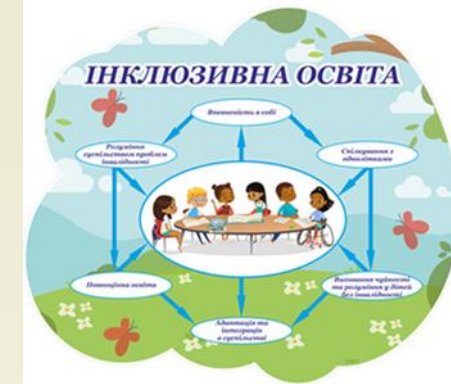 ІНКЛЮЗИВНА ОСВІТА
Впевненість в собі
Розуміння
суспільством проблем
інвалідності
Спілкування з
однолітками
Повноцінна освіта
Виховання чуйності
та розуміння у дітей
без інвалідності
Адаптація та
інтеграція
в суспільстві